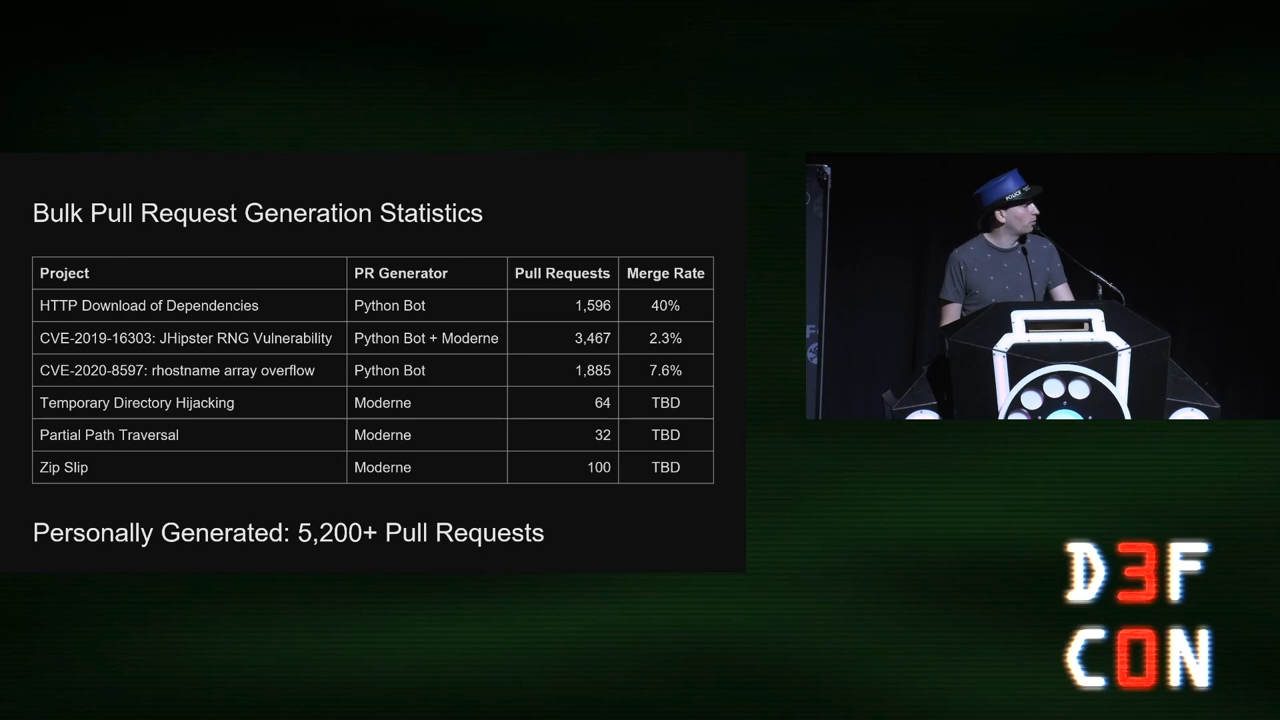 Bulk Pull Request Generation Statistics
Project PR Generator Pull Requests Merge Rate
HTTP Download of Dependencies Python Bot 1,596 40%
CVE-2019-16303: JHipster RNG Vulnerability Python Bot + Moderne 3,467 2.3%
CVE-2020-8597: rhostname array overflow Python Bot 1,885 7.6%
Temporary Directory Hijacking Moderne 64 TBD
Partial Path Traversal Moderne 32 TBD
Zip Slip Moderne 100 TBD
Personally Generated: 5,200+ Pull Requests
POLICE
D3F
C0N